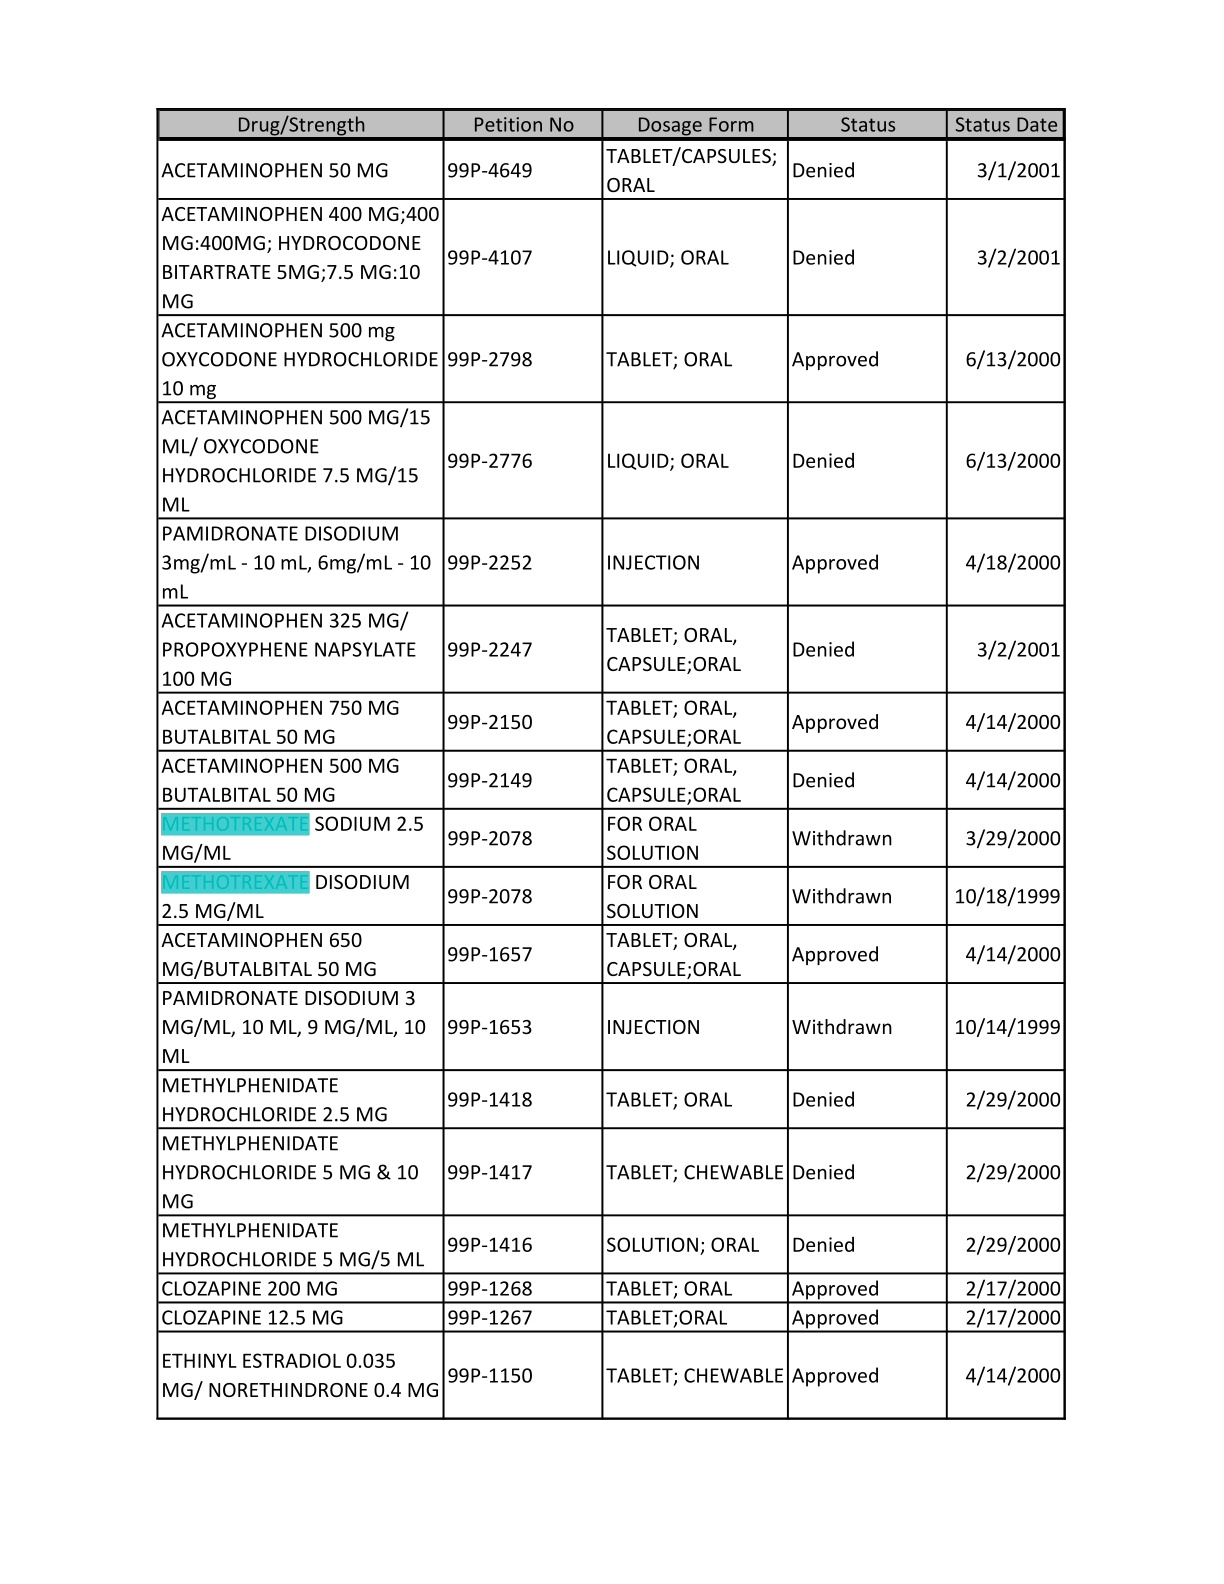 Drug/Strength Petition No Dosage Form Status Status Date
ACETAMINOPHEN 50 MG 99P-4649 TABLET/CAPSULES; ORAL Denied 3/1/2001
ACETAMINOPHEN 400 MG;400
MG:400MG; HYDROCODONE
BITARTRATE 5MG;7.5 MG:10
MG
99P-4107 LIQUID; ORAL Denied 3/2/2001
ACETAMINOPHEN 500 mg
OXYCODONE HYDROCHLORIDE
10 mg
99P-2798 TABLET; ORAL Approved 6/13/2000
ACETAMINOPHEN 500 MG/15
ML/ OXYCODONE
HYDROCHLORIDE 7.5 MG/15
ML
99P-2776 LIQUID; ORAL Denied 6/13/2000
PAMIDRONATE DISODIUM
3mg/mL - 10 mL, 6mg/mL - 10
mL
99P-2252 INJECTION Approved 4/18/2000
ACETAMINOPHEN 325 MG/
PROPOXYPHENE NAPSYLATE
100 MG
99P-2247
TABLET; ORAL,
CAPSULE;ORAL
Denied 3/2/2001
ACETAMINOPHEN 750 MG
BUTALBITAL 50 MG
99P-2150
TABLET; ORAL,
CAPSULE;ORAL
Approved 4/14/2000
ACETAMINOPHEN 500 MG
BUTALBITAL 50 MG
99P-2149
TABLET; ORAL,
CAPSULE;ORAL
Denied 4/14/2000
METHOTREXATE SODIUM 2.5
MG/ML
99P-2078
FOR ORAL
SOLUTION
Withdrawn 3/29/2000
METHOTREXATE DISODIUM
2.5 MG/ML
99P-2078
FOR ORAL
SOLUTION
Withdrawn 10/18/1999
ACETAMINOPHEN 650
MG/BUTALBITAL 50 MG
99P-1657
TABLET; ORAL,
CAPSULE;ORAL
Approved 4/14/2000
PAMIDRONATE DISODIUM 3
MG/ML, 10 ML, 9 MG/ML, 10
ML
99P-1653 INJECTION Withdrawn 10/14/1999
METHYLPHENIDATE
HYDROCHLORIDE 2.5 MG
99P-1418 TABLET; ORAL Denied 2/29/2000
METHYLPHENIDATE
HYDROCHLORIDE 5 MG & 10
MG
99P-1417 TABLET; CHEWABLE Denied 2/29/2000
METHYLPHENIDATE
HYDROCHLORIDE 5 MG/5 ML
99P-1416 SOLUTION; ORAL Denied 2/29/2000
CLOZAPINE 200 MG 99P-1268 TABLET; ORAL Approved 2/17/2000
CLOZAPINE 12.5 MG 99P-1267 TABLET;ORAL Approved 2/17/2000
ETHINYL ESTRADIOL 0.035
MG/ NORETHINDRONE 0.4 MG
99P-1150 TABLET; CHEWABLE Approved 4/14/2000